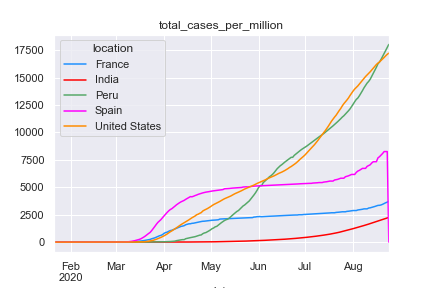 total_cases_per_million
location
France
India
Peru
Spain
United States
17500
15000
12500
10000
7500
5000
2500
0
Feb Mar Apr May Jun Jul Aug
2020